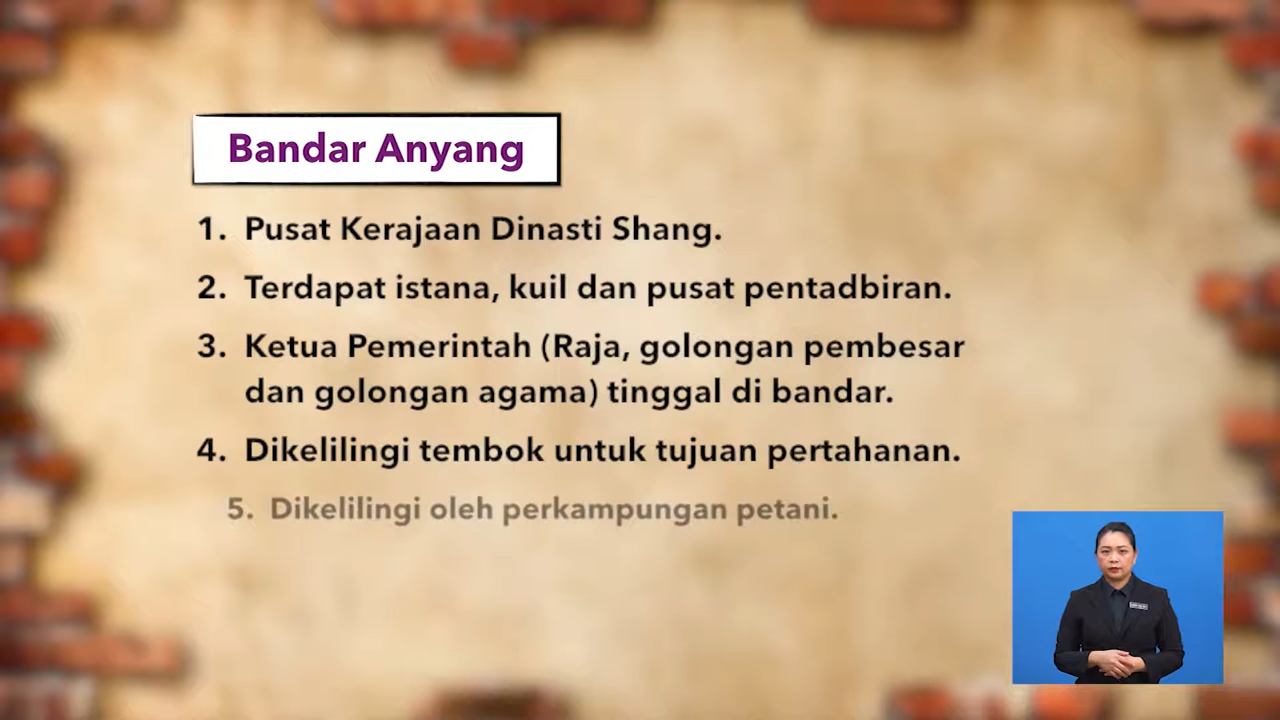 Bandar Anyang
1. Pusat Kerajaan Dinasti Shang.
2. Terdapat istana, kuil dan pusat pentadbiran.
3. Ketua Pemerintah (Raja, golongan pembesar
dan golongan agama) tinggal di bandar.
4. Dikelilingi tembok untuk tujuan pertahanan.
5. Dikelilingi oleh perkampungan petani.